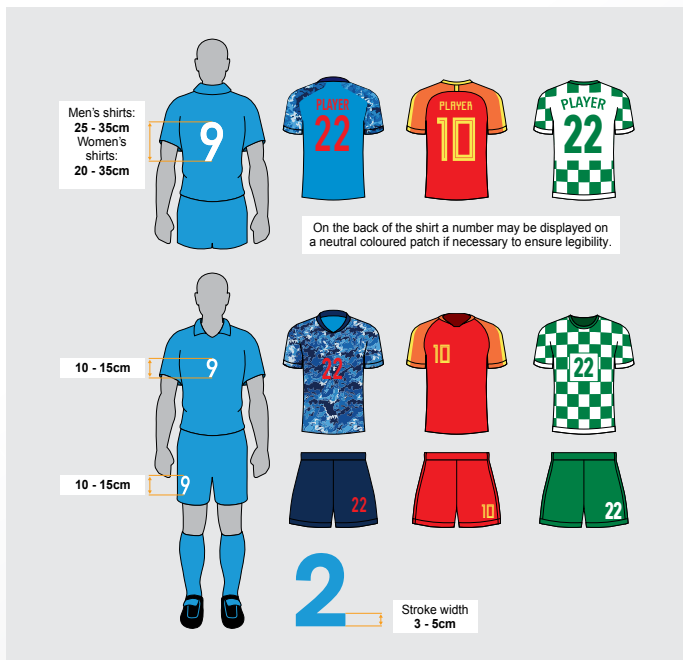 Men's shirts:
25 - 35cm
Women's
shirts:
20 - 35cm
9
PLAYER
22
PLAYER
10
PLAYER
22
On the back of the shirt a number may be displayed on
a neutral coloured patch if necessary to ensure legibility.
10 - 15cm
9
22
10
22
10 - 15cm
9
22
10
22
2
Stroke width
3 - 5cm